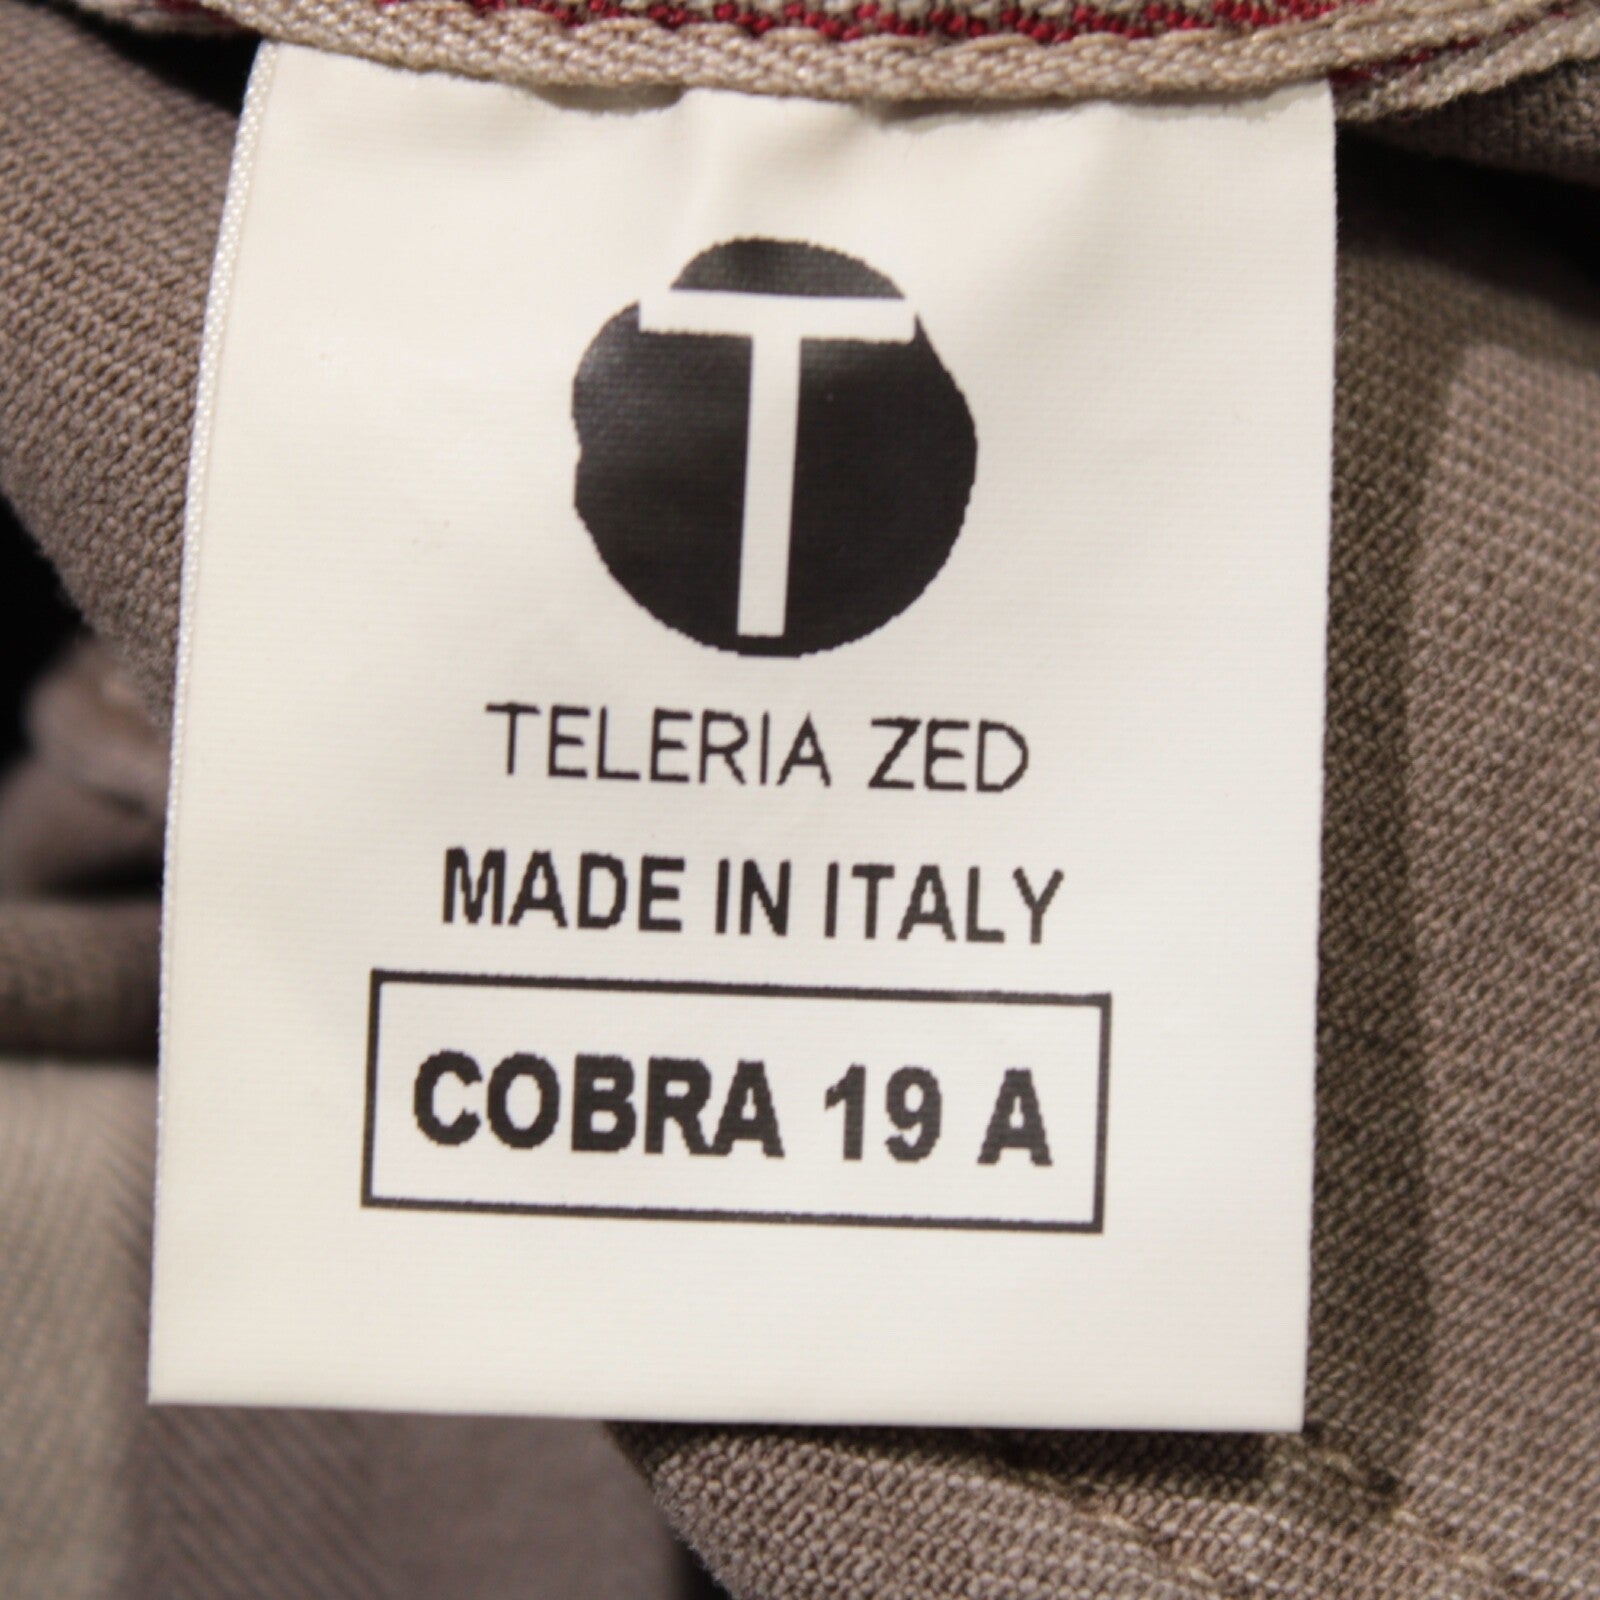 T
TELERIA ZED
MADE IN ITALY
COBRA 19 A